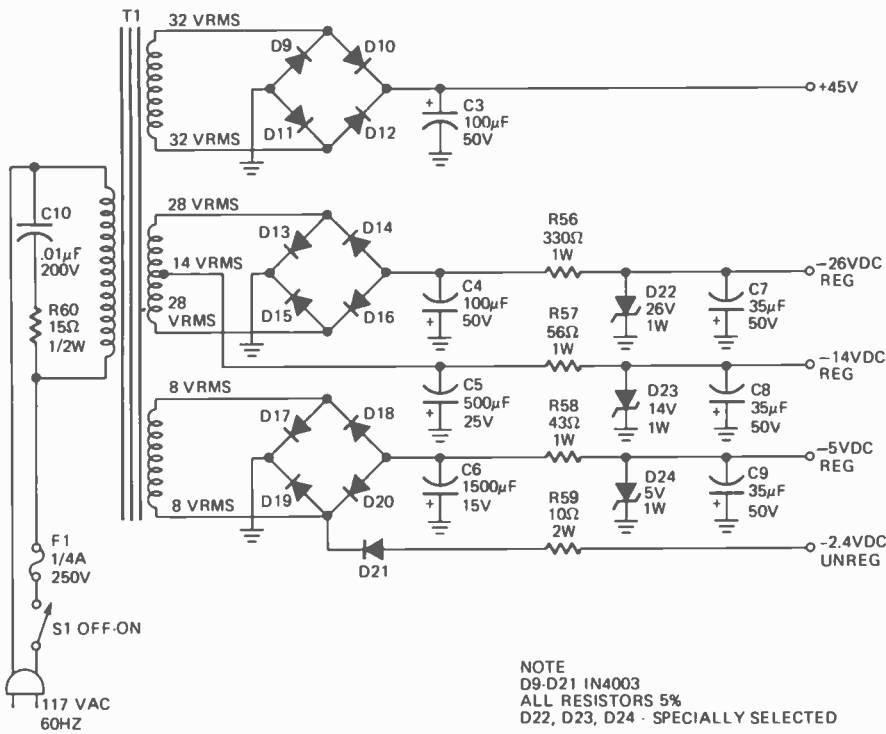 T1
32 VRMS
D9
D10
D11
D12
32 VRMS
+
C3
100µF
50V
+45V
C10
.01µF
200V
R60
15Ω
1/2W
28 VRMS
D13
D14
14 VRMS
28
VRMS
D15
D16
C4
100µF
50V
+
R56
330Ω
1W
D22
26V
1W
C7
35µF
50V
+
-26VDC
REG
R57
56Ω
1W
C5
500µF
25V
+
D23
14V
1W
C8
35µF
50V
+
-14VDC
REG
8 VRMS
D17
D18
D19
D20
8 VRMS
C6
1500µF
15V
+
R58
43Ω
1W
D24
5V
1W
C9
35µF
50V
+
-5VDC
REG
D21
R59
10Ω
2W
-2.4VDC
UNREG
F1
1/4A
250V
S1 OFF-ON
117 VAC
60HZ
NOTE
D9-D21 IN4003
ALL RESISTORS 5%
D22, D23, D24 - SPECIALLY SELECTED